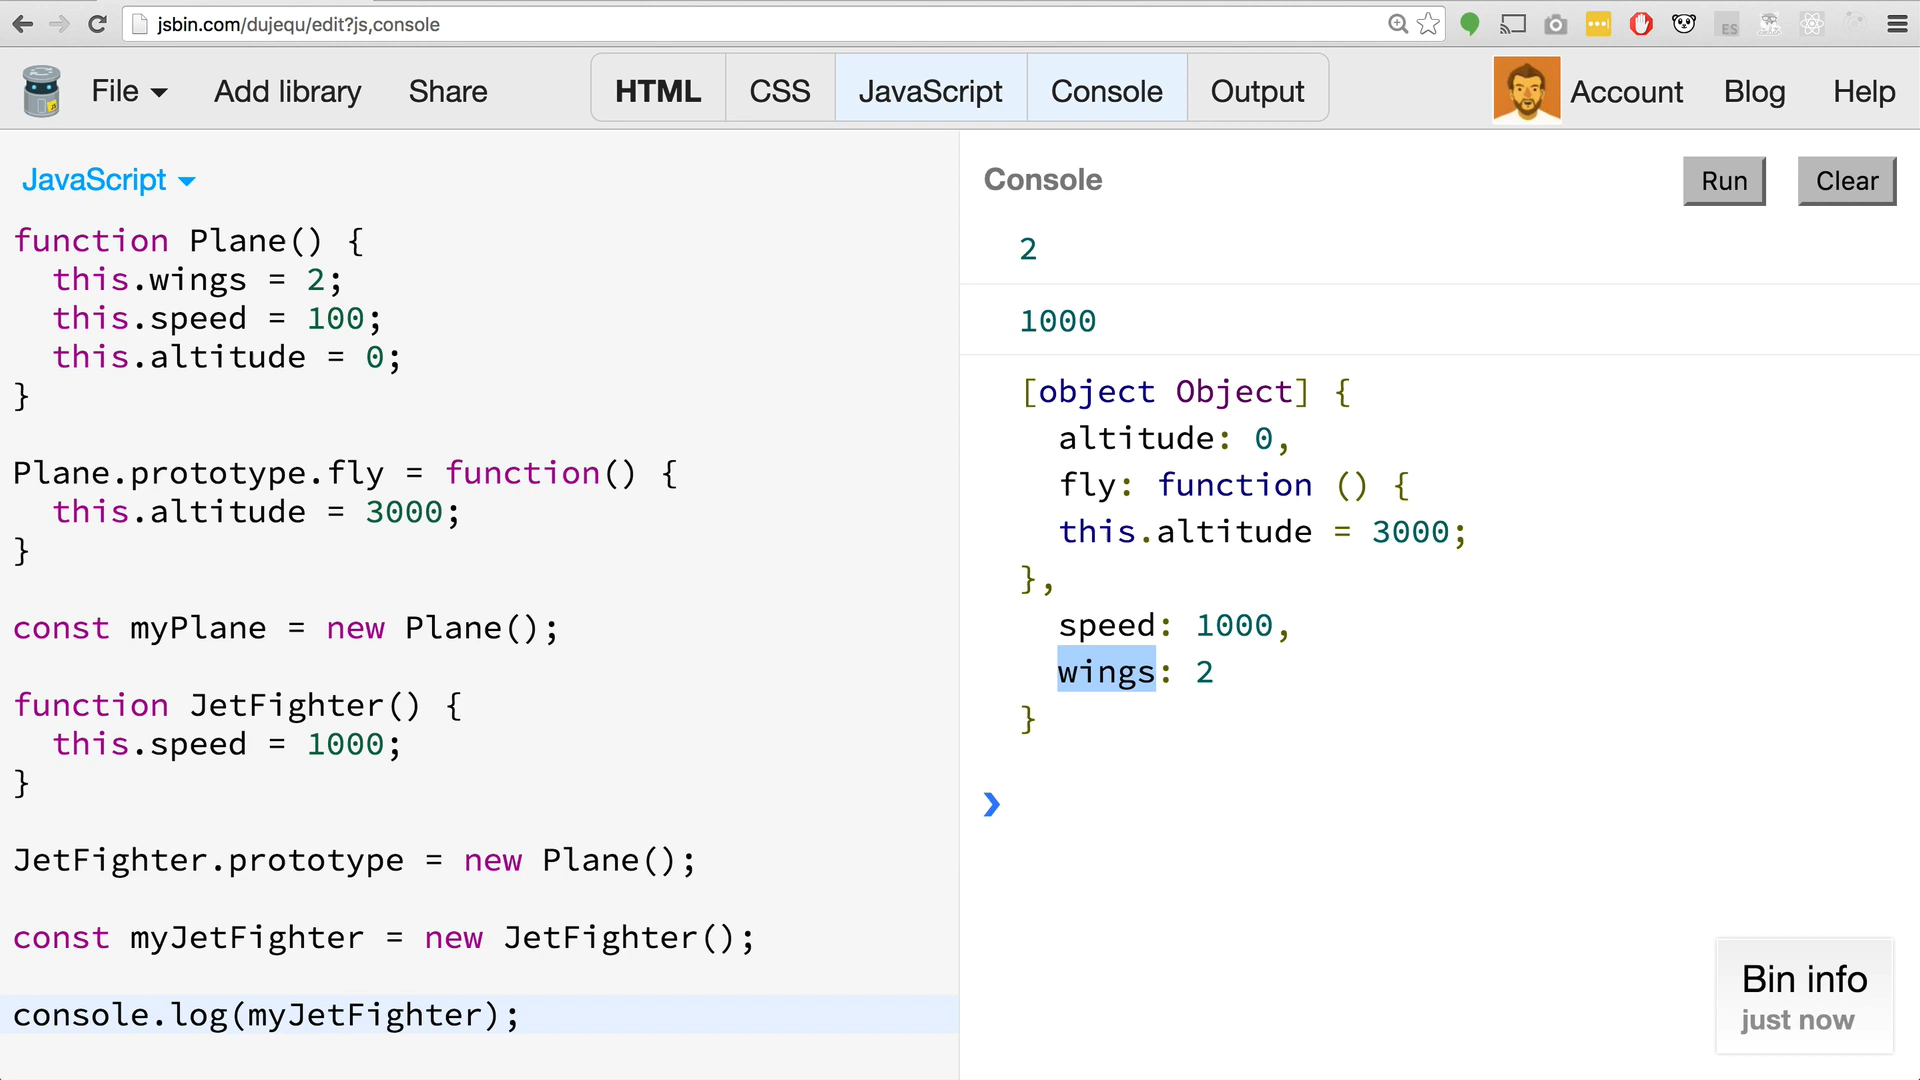 jsbin.com/dujequ/edit?js,console
ES
File Add library Share HTML CSS JavaScript Console Output Account Blog Help
JavaScript
function Plane() {
  this.wings = 2;
  this.speed = 100;
  this.altitude = 0;
}
Plane.prototype.fly = function() {
  this.altitude = 3000;
}
const myPlane = new Plane();
function JetFighter() {
  this.speed = 1000;
}
JetFighter.prototype = new Plane();
const myJetFighter = new JetFighter();
console.log(myJetFighter);
Console Run Clear
2
1000
[object Object] {
  altitude: 0,
  fly: function () {
  this.altitude = 3000;
},
  speed: 1000,
  wings: 2
}
Bin info
just now